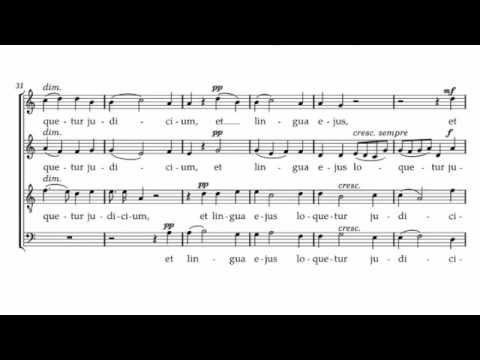 31
dim. pp mf
que-tur ju - di - ci - um, et lin - gua e-jus, et
dim. pp cresc. sempre f
que-tur ju-di - ci - um, et lin - gua e-jus lo - que-tur ju-
dim. pp cresc.
que-tur ju-di-ci-um, et lin-gua e-jus lo-que-tur ju-di-ci-
pp cresc.
et lin - gua e-jus lo-que-tur ju-di-ci-